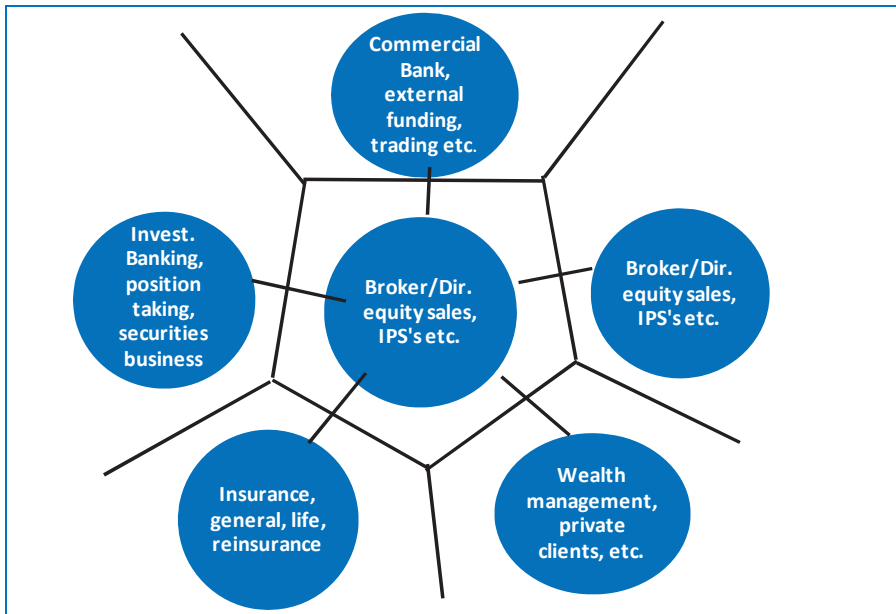 Commercial
Bank,
external
funding,
trading etc.
Invest.
Banking,
position
taking,
securities
business
Broker/Dir.
equity sales,
IPS's etc.
Broker/Dir.
equity sales,
IPS's etc.
Insurance,
general, life,
reinsurance
Wealth
management,
private
clients, etc.